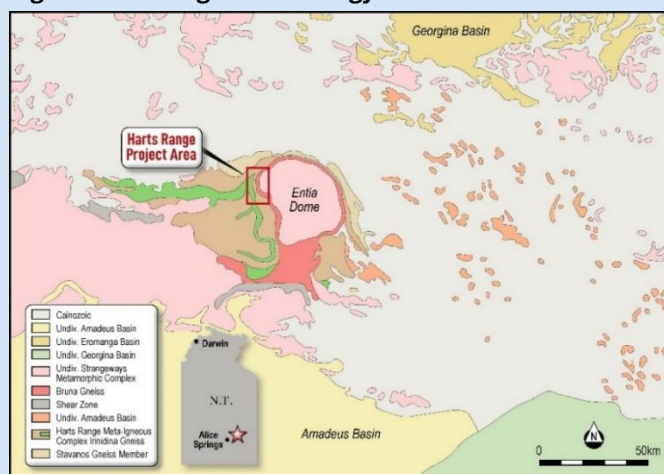 Georgina Basin
Harts Range
Project Area
Entia
Dome
Cainozoic
Undiv. Amadeus Basin
Undiv. Eromanga Basin
Undiv. Georgina Basin
Undiv. Strangeways
Metamorphic Complex
Bruna Gneiss
Shear Zone
Undiv. Amadeus Basin
Harts Range Meta-Igneous
Complex Innidina Gneiss
Stavanos Gneiss Member
Darwin
N.T.
Alice
Springs
Amadeus Basin
N
0 50km